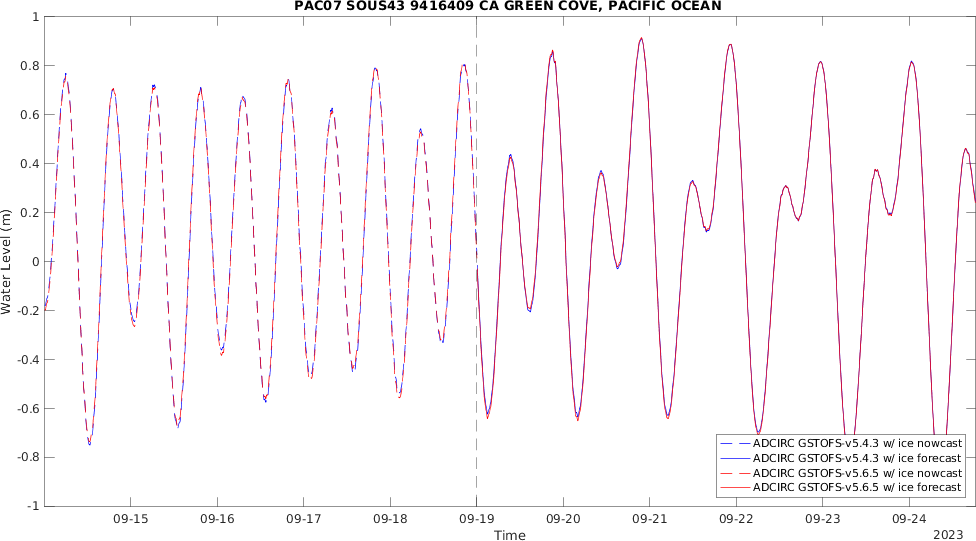 PAC07 SOUS43 9416409 CA GREEN COVE, PACIFIC OCEAN
1
0.8
0.6
0.4
0.2
0
-0.2
-0.4
-0.6
-0.8
-1
Water Level (m)
ADCIRC GSTOFS-v5.4.3 w/ ice nowcast
ADCIRC GSTOFS-v5.4.3 w/ ice forecast
ADCIRC GSTOFS-v5.6.5 w/ ice nowcast
ADCIRC GSTOFS-v5.6.5 w/ ice forecast
09-15 09-16 09-17 09-18 09-19 09-20 09-21 09-22 09-23 09-24
Time
2023